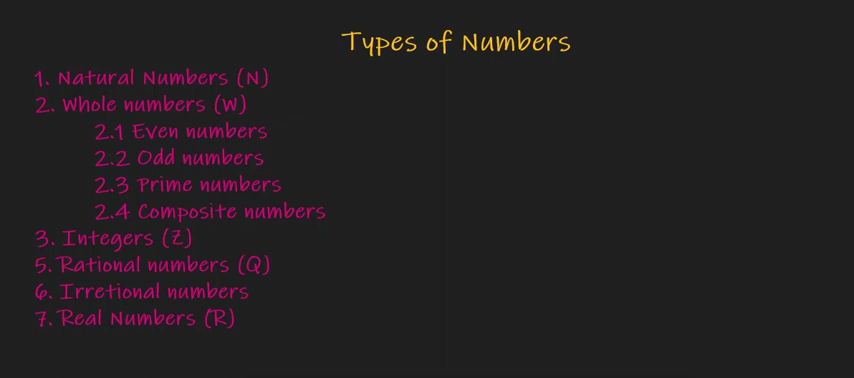 Types of Numbers
1. Natural Numbers (N)
2. Whole numbers (W)
2.1 Even numbers
2.2 Odd numbers
2.3 Prime numbers
2.4 Composite numbers
3. Integers (Z)
5. Rational numbers (Q)
6. Irretional numbers
7. Real Numbers (R)